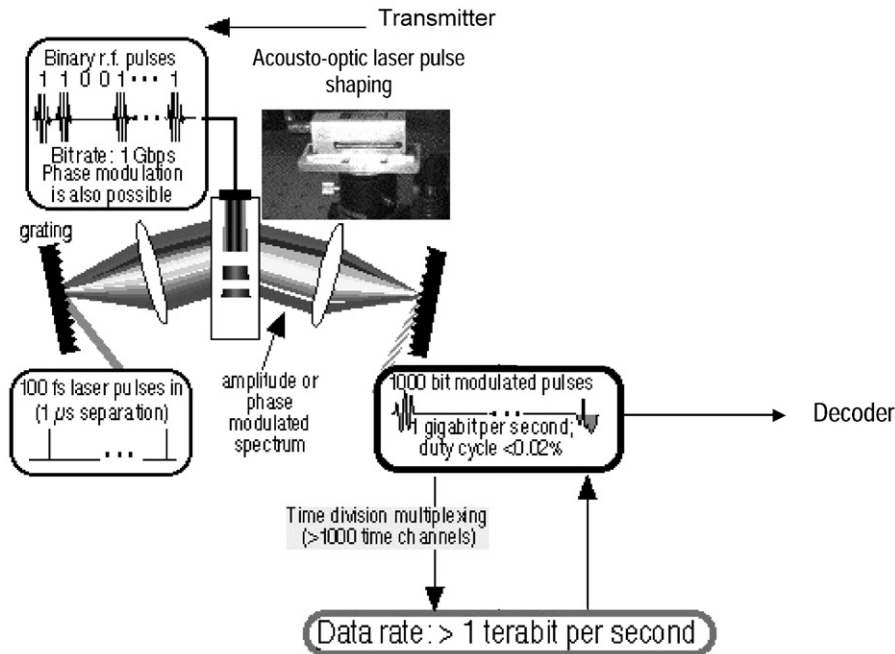 Transmitter
Binary r.f. pulses
1 1 0 0 1 ••• 1
Bit rate: 1 Gbps
Phase modulation
is also possible
Acousto-optic laser pulse
shaping
grating
100 fs laser pulses in
(1 µs separation)
•••
amplitude or
phase
modulated
spectrum
1000 bit modulated pulses
•••
1 gigabit per second;
duty cycle <0.02%
Decoder
Time division multiplexing
(>1000 time channels)
Data rate: > 1 terabit per second